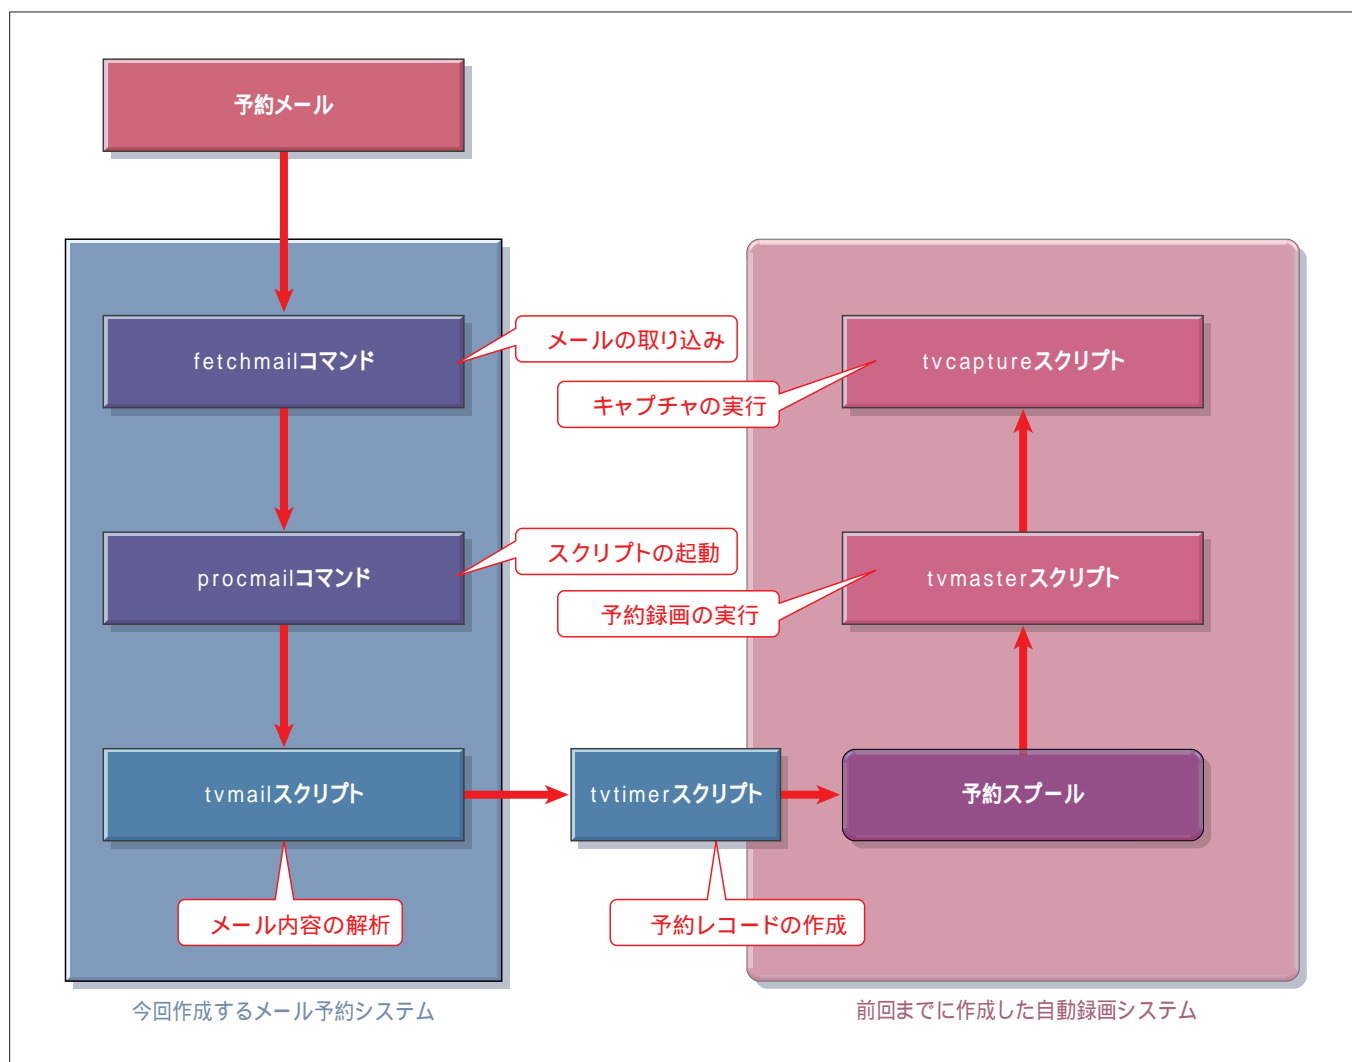 予約メール
fetchmailコマンド
メールの取り込み
tvcaptureスクリプト
キャプチャの実行
procmailコマンド
スクリプトの起動
tvmasterスクリプト
予約録画の実行
tvmailスクリプト
tvtimerスクリプト
予約スプール
メール内容の解析
予約レコードの作成
今回作成するメール予約システム
前回までに作成した自動録画システム